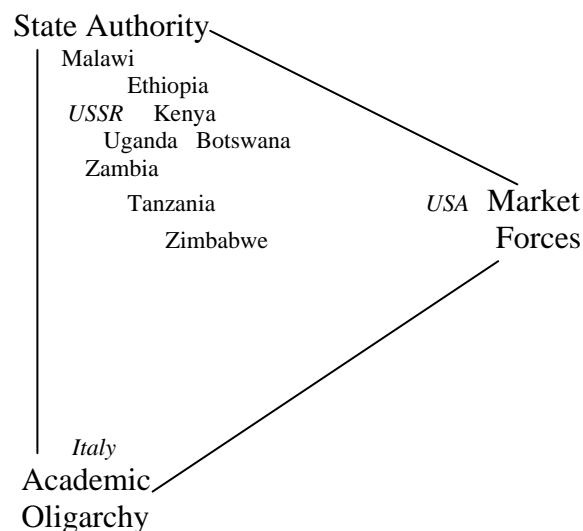 State Authority
Malawi
Ethiopia
USSR Kenya
Uganda Botswana
Zambia
Tanzania
USA Market
Forces
Zimbabwe
Italy
Academic
Oligarchy